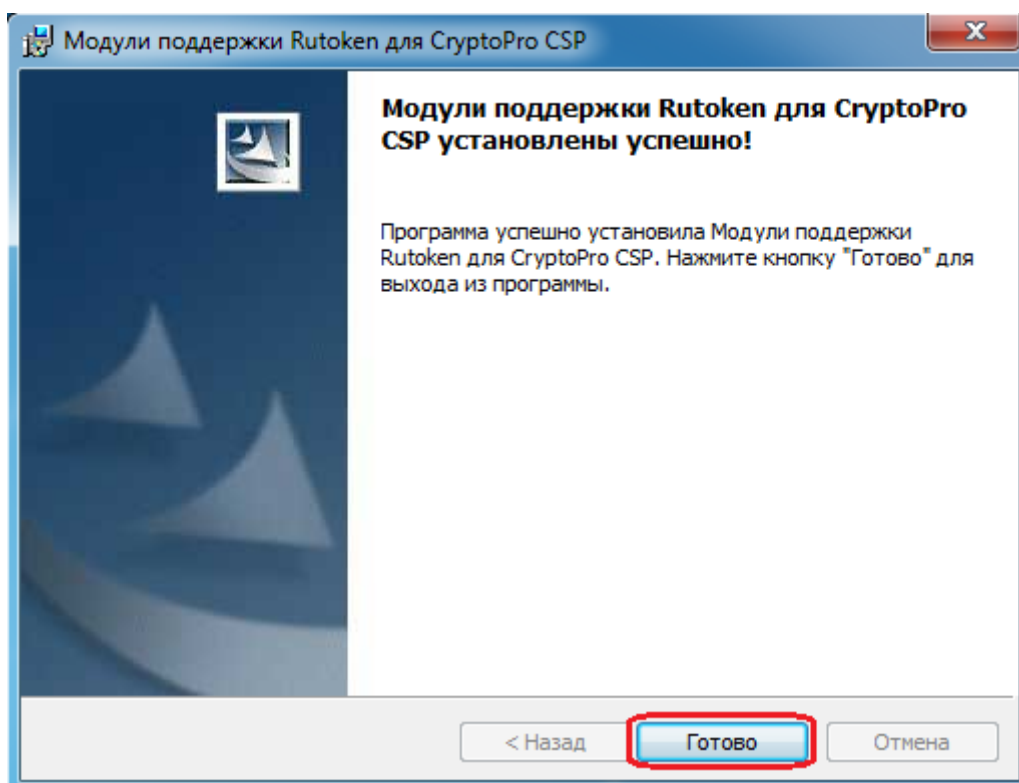 Модули поддержки Rutoken для CryptoPro CSP
Модули поддержки Rutoken для CryptoPro
CSP установлены успешно!
Программа успешно установила Модули поддержки
Rutoken для CryptoPro CSP. Нажмите кнопку "Готово" для
выхода из программы.
< Назад
Готово
Отмена